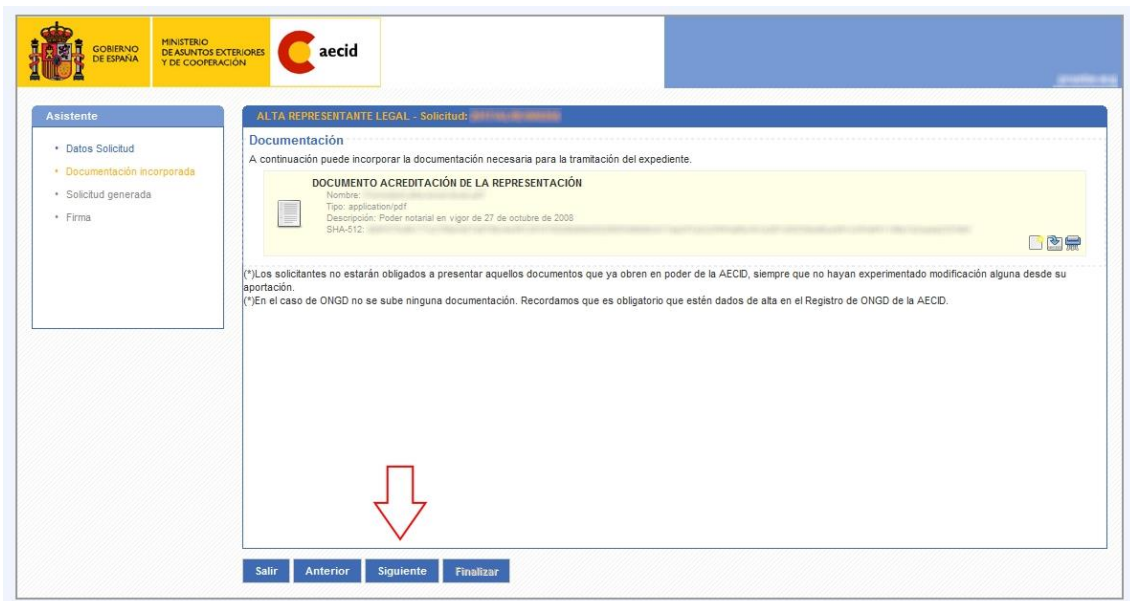 GOBIERNO
DE ESPAÑA
MINISTERIO
DE ASUNTOS EXTERIORES
Y DE COOPERACIÓN
aecid
Asistente
Datos Solicitud
Documentación incorporada
Solicitud generada
Firma
ALTA REPRESENTANTE LEGAL - Solicitud:
Documentación
A continuación puede incorporar la documentación necesaria para la tramitación del expediente.
DOCUMENTO ACREDITACIÓN DE LA REPRESENTACIÓN
Nombre:
Tipo: application/pdf
Descripción: Poder notarial en vigor de 27 de octubre de 2008
SHA-512:
(*)Los solicitantes no estarán obligados a presentar aquellos documentos que ya obren en poder de la AECID, siempre que no hayan experimentado modificación alguna desde su
aportación.
(*)En el caso de ONGD no se sube ninguna documentación. Recordamos que es obligatorio que estén dados de alta en el Registro de ONGD de la AECID.
Salir Anterior Siguiente Finalizar